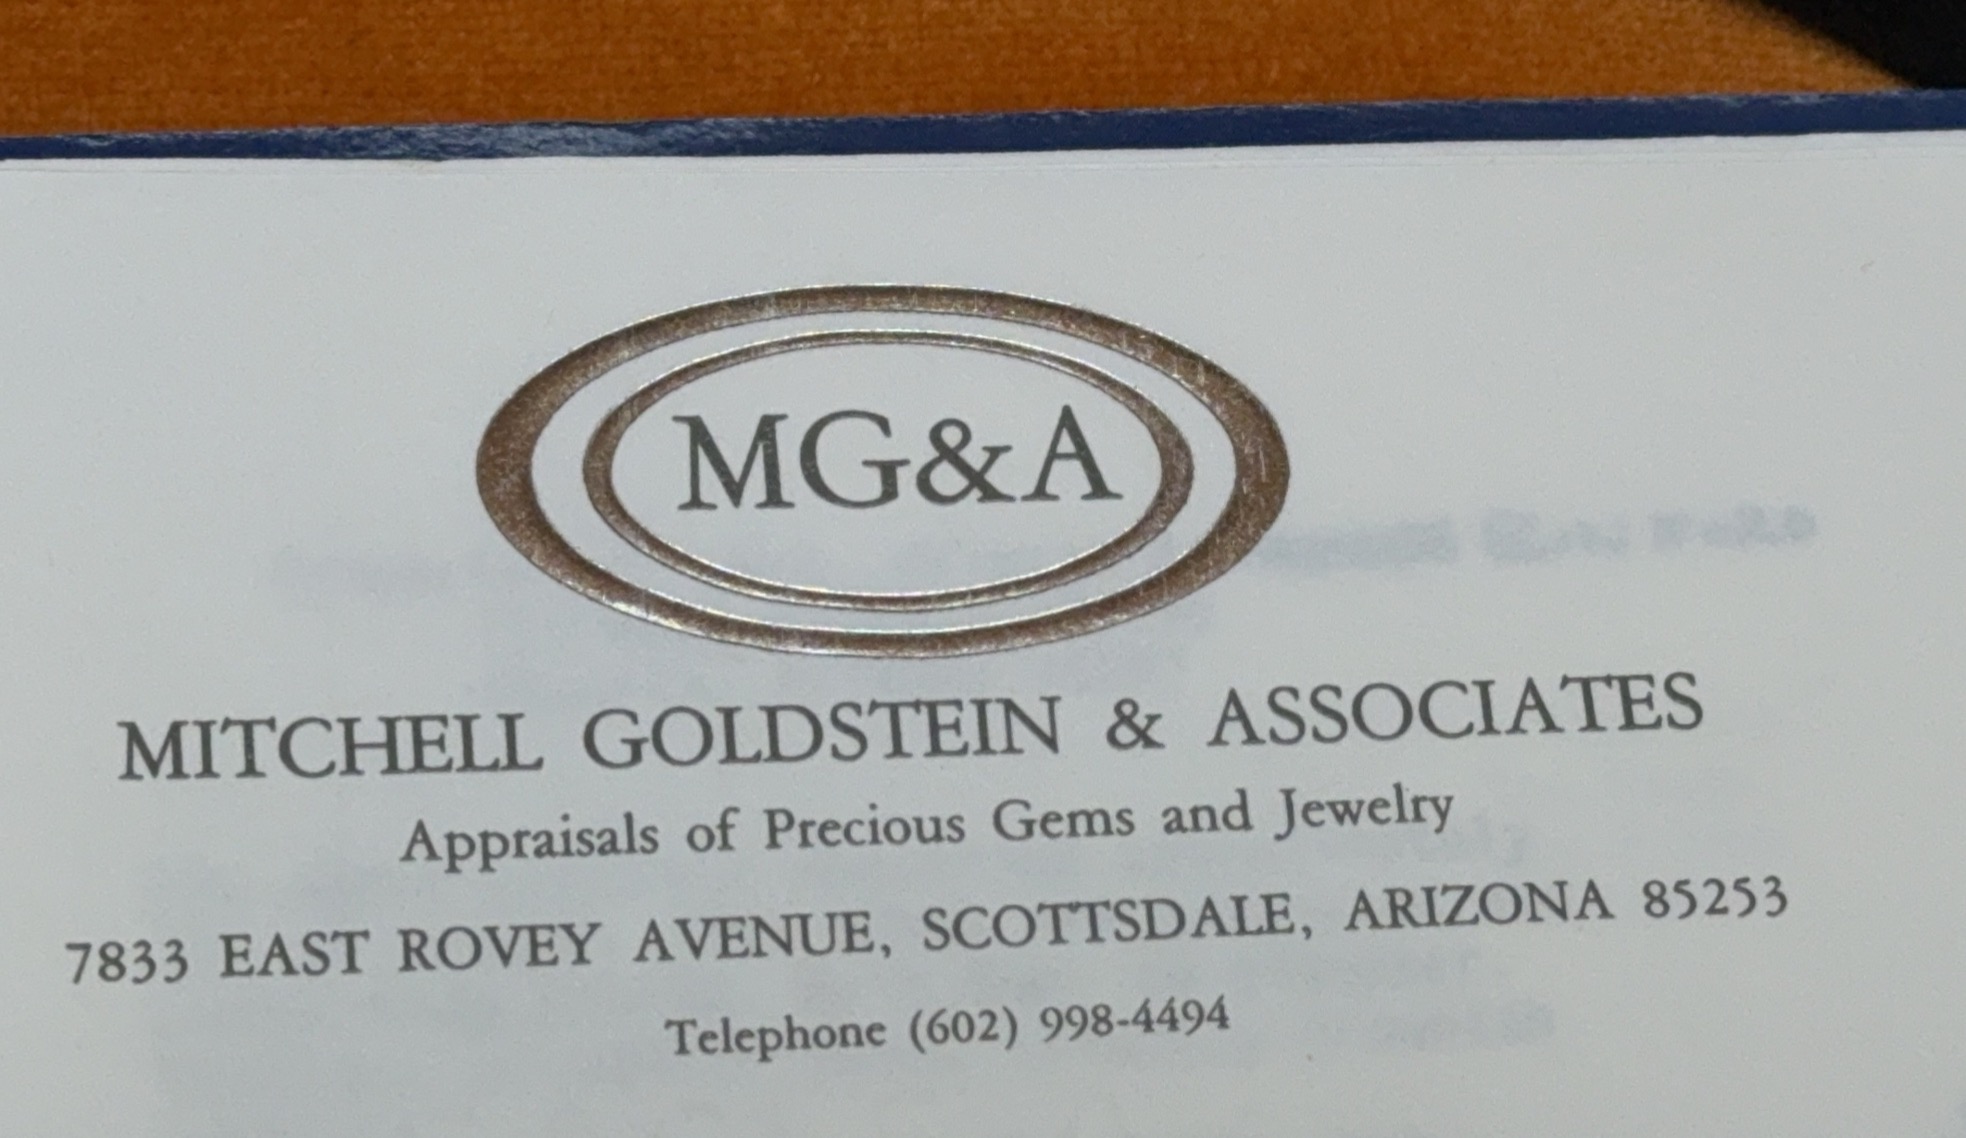 MG&A
MITCHELL GOLDSTEIN & ASSOCIATES
Appraisals of Precious Gems and Jewelry
7833 EAST ROVEY AVENUE, SCOTTSDALE, ARIZONA 85253
Telephone (602) 998-4494